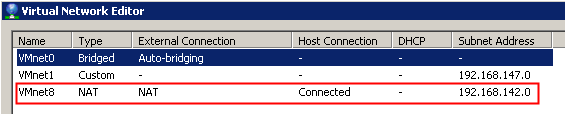 Virtual Network Editor
Name Type External Connection Host Connection DHCP Subnet Address
VMnet0 Bridged Auto-bridging - - -
VMnet1 Custom - - - 192.168.147.0
VMnet8 NAT NAT Connected - 192.168.142.0